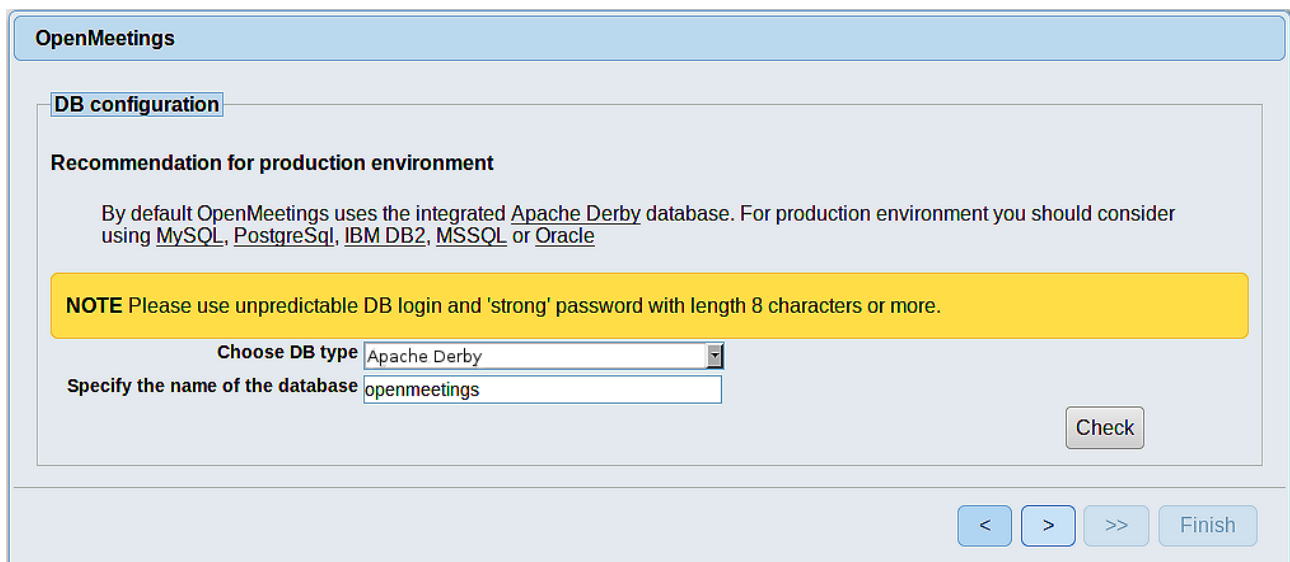 OpenMeetings
DB configuration
Recommendation for production environment
By default OpenMeetings uses the integrated Apache Derby database. For production environment you should consider
using MySQL, PostgreSql, IBM DB2, MSSQL or Oracle
NOTE Please use unpredictable DB login and 'strong' password with length 8 characters or more.
Choose DB type Apache Derby
Specify the name of the database openmeetings
Check
< > >> Finish